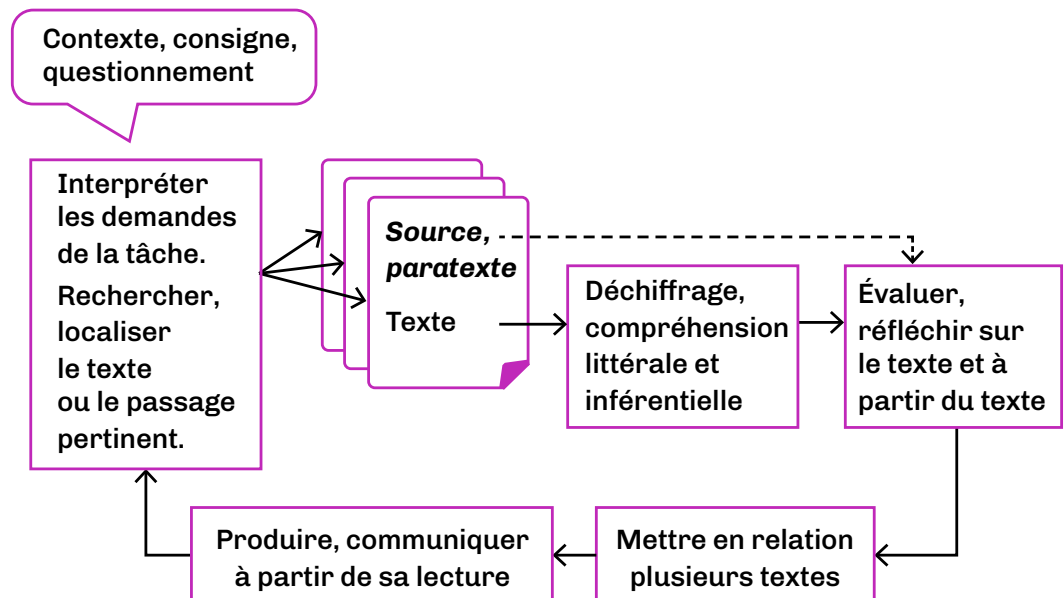 Contexte, consigne,
questionnement
Interpréter
les demandes
de la tâche.
Rechercher,
localiser
le texte
ou le passage
pertinent.
Source,
paratexte
Texte
Déchiffrage,
compréhension
littérale et
inférentielle
Évaluer,
réfléchir sur
le texte et à
partir du texte
Mettre en relation
plusieurs textes
Produire, communiquer
à partir de sa lecture